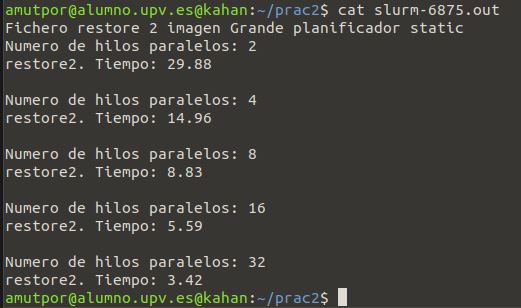 amutpor@alumno.upv.es@kahan:~/prac2$ cat slurm-6875.out
Fichero restore 2 imagen Grande planificador static
Numero de hilos paralelos: 2
restore2. Tiempo: 29.88
Numero de hilos paralelos: 4
restore2. Tiempo: 14.96
Numero de hilos paralelos: 8
restore2. Tiempo: 8.83
Numero de hilos paralelos: 16
restore2. Tiempo: 5.59
Numero de hilos paralelos: 32
restore2. Tiempo: 3.42
amutpor@alumno.upv.es@kahan:~/prac2$